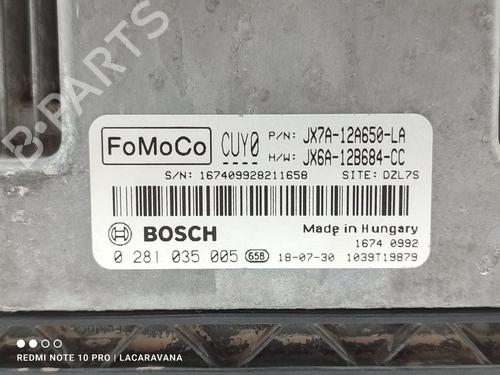 FoMoCo CUY0 P/N: JX7A-12A650-LA
H/W: JX6A-12B684-CC
S/N: 167409928211658 SITE: DZL7S
BOSCH Made in Hungary
1674 0992
0 281 035 005 658 18-07-30 1039T19879
REDMI NOTE 10 PRO | LACARAVANA